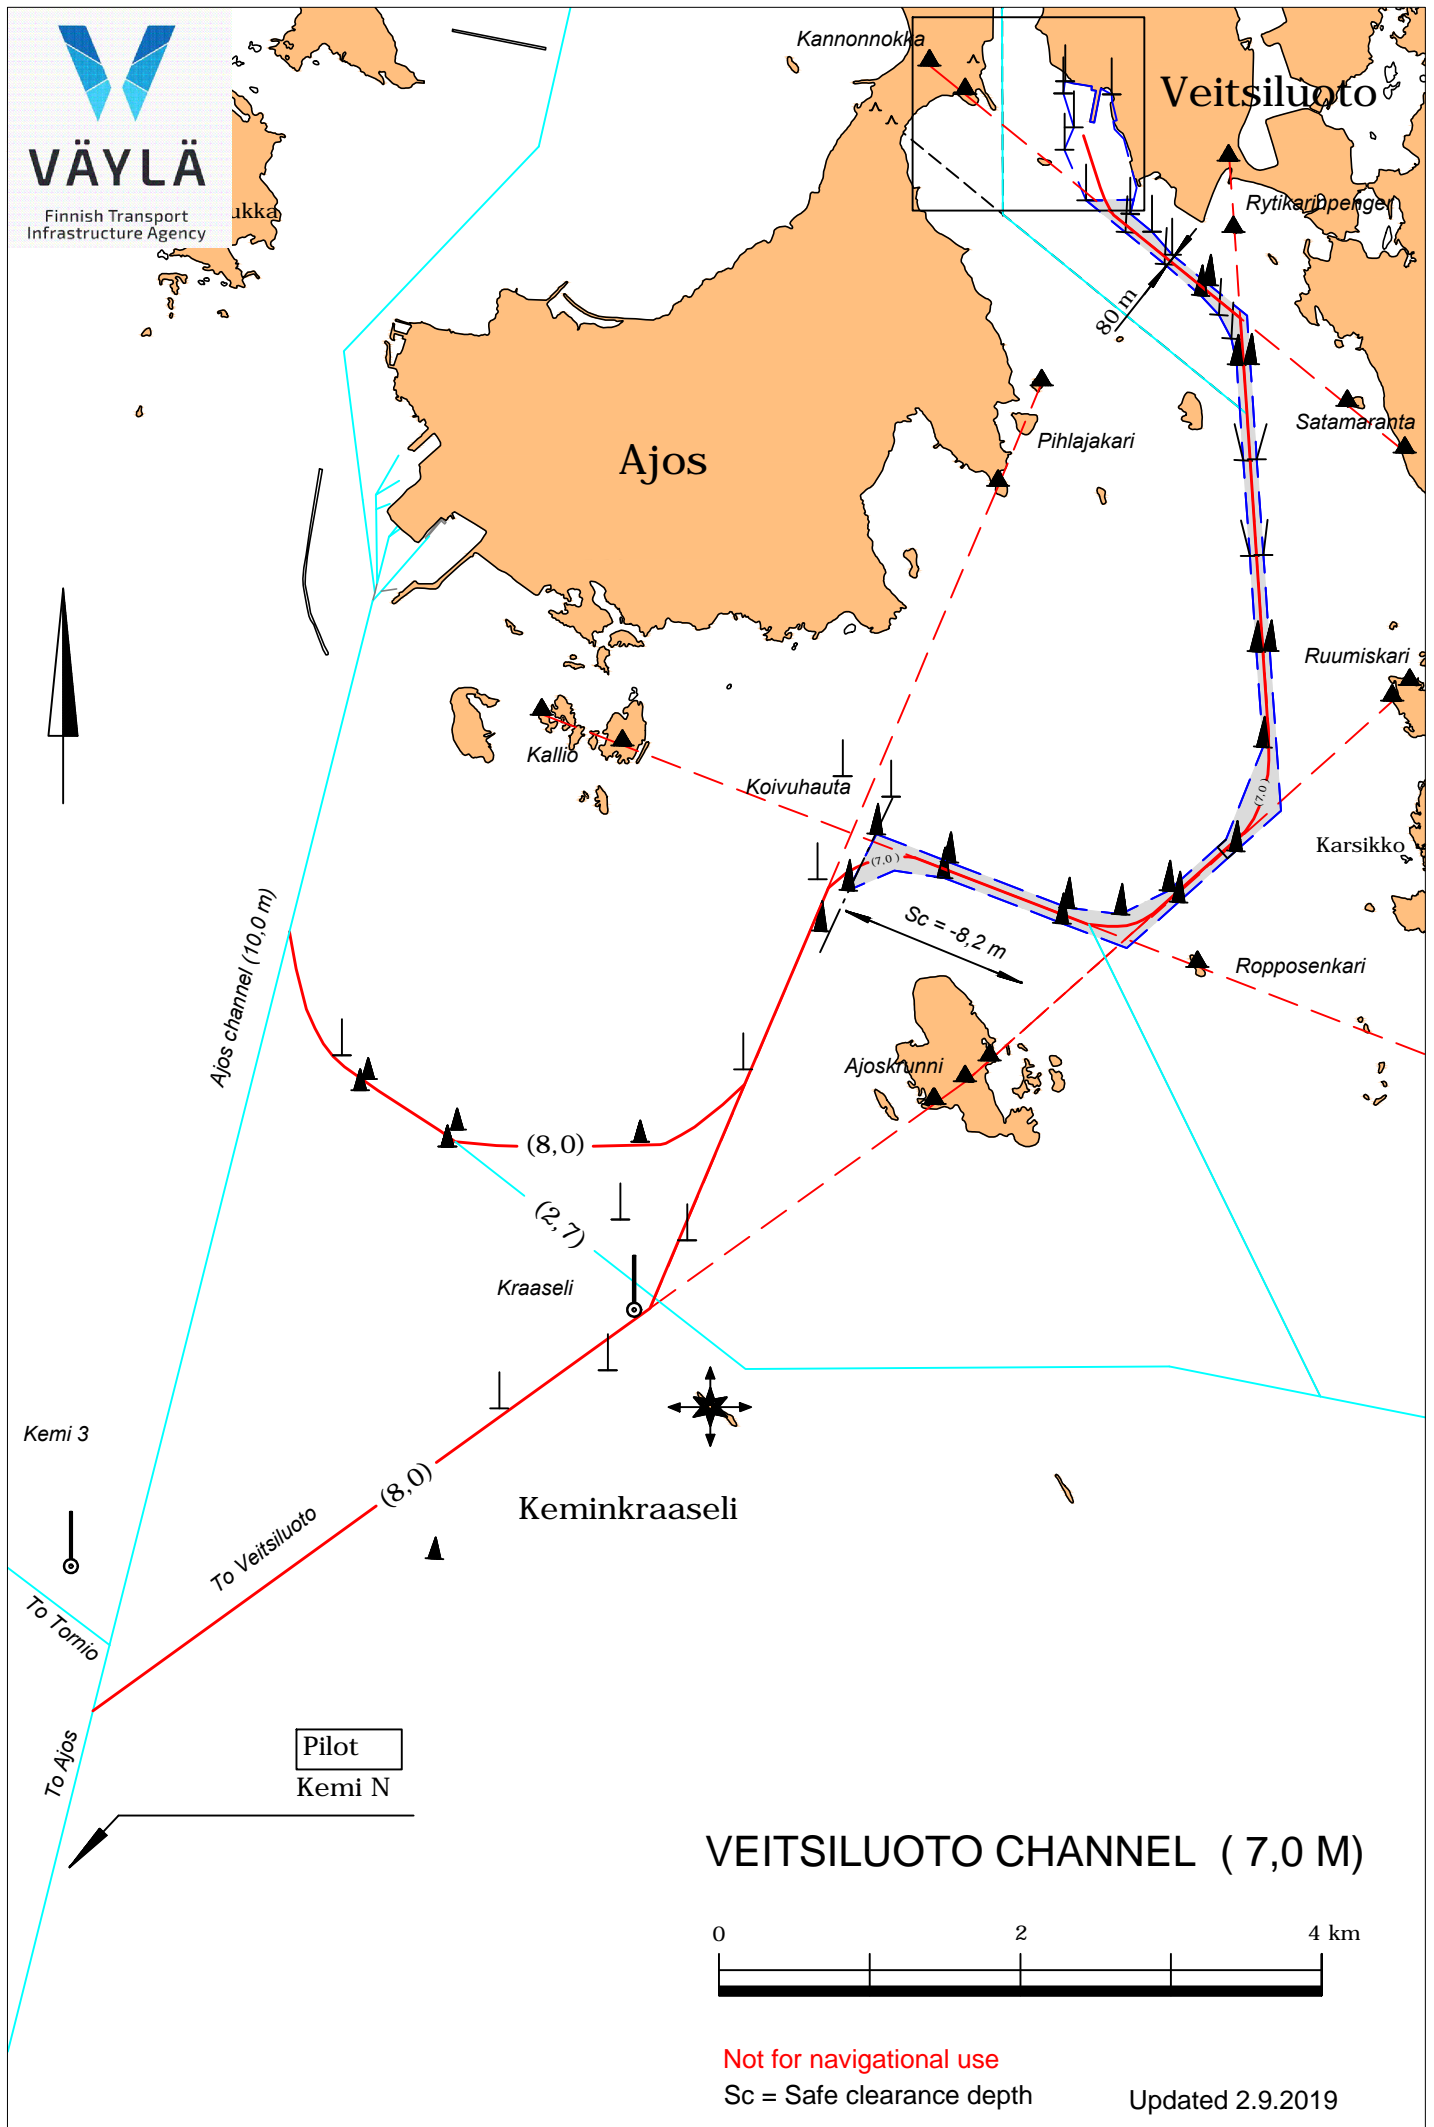 VÄYLÄ
Finnish Transport
Infrastructure Agency
ukka
Kannonnokka
Veitsiluoto
Rytikarinpenger
80 m
Satamaranta
Pihlajakari
Ajos
Ruumiskari
Kallio
Koivuhauta
(7,0)
(7,0)
Karsikko
Sc = -8,2 m
Ropposenkari
Ajos channel (10,0 m)
Ajoskrunni
(8,0)
(2,7)
Kraaseli
Kemi 3
(8,0)
Keminkraaseli
To Veitsiluoto
To Tornio
To Ajos
Pilot
Kemi N
VEITSILUOTO CHANNEL ( 7,0 M)
0 2 4 km
Not for navigational use
Sc = Safe clearance depth
Updated 2.9.2019